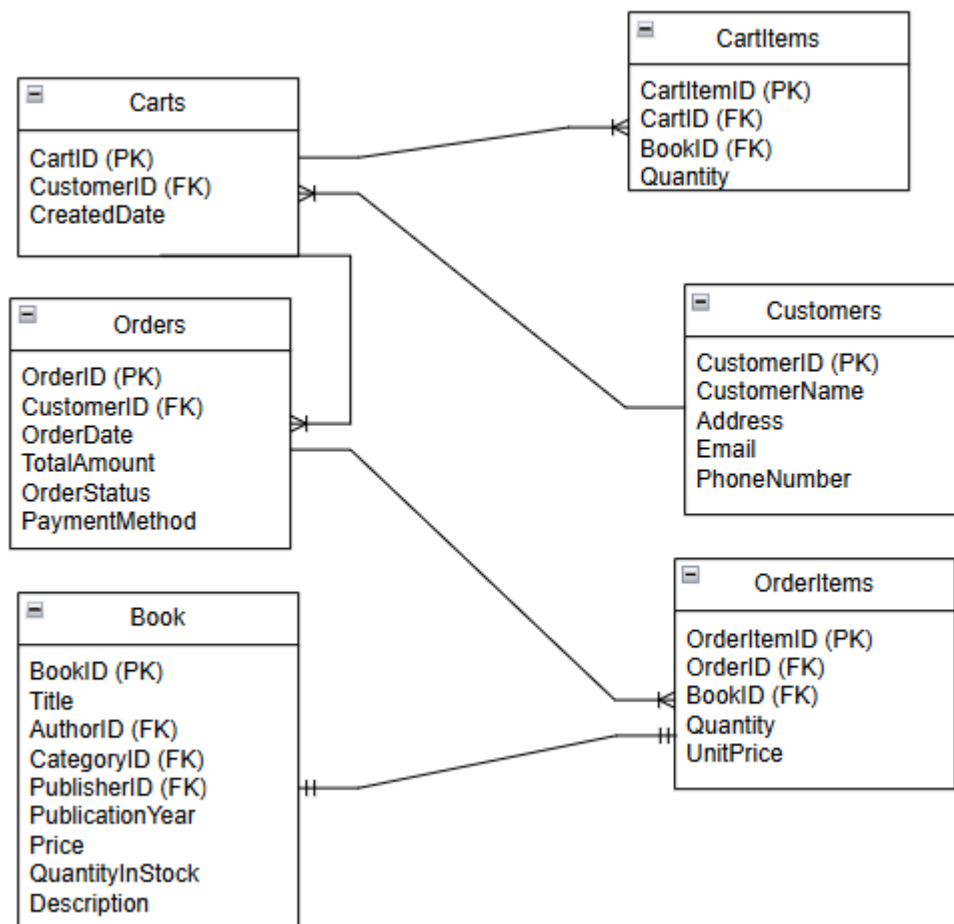 CartItems
CartItemID (PK)
CartID (FK)
BookID (FK)
Quantity
Carts
CartID (PK)
CustomerID (FK)
CreatedDate
Customers
CustomerID (PK)
CustomerName
Address
Email
PhoneNumber
Orders
OrderID (PK)
CustomerID (FK)
OrderDate
TotalAmount
OrderStatus
PaymentMethod
OrderItems
OrderItemID (PK)
OrderID (FK)
BookID (FK)
Quantity
UnitPrice
Book
BookID (PK)
Title
AuthorID (FK)
CategoryID (FK)
PublisherID (FK)
PublicationYear
Price
QuantityInStock
Description